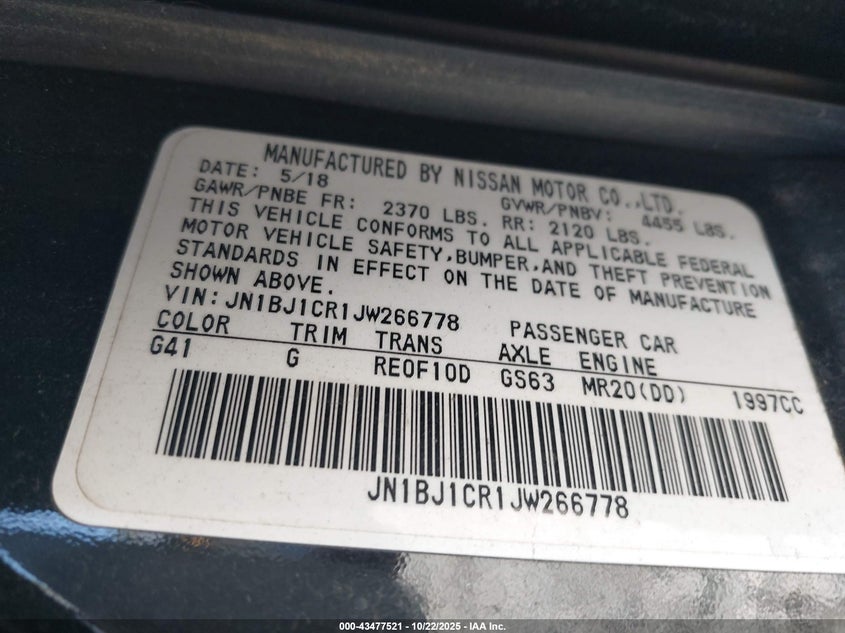 MANUFACTURED BY NISSAN MOTOR CO.,LTD.
DATE: 5/18 GVWR/PNBV: 4455 LBS.
GAWR/PNBE FR: 2370 LBS. RR: 2120 LBS.
THIS VEHICLE CONFORMS TO ALL APPLICABLE FEDERAL
MOTOR VEHICLE SAFETY,BUMPER,AND THEFT PREVENTION
STANDARDS IN EFFECT ON THE DATE OF MANUFACTURE
SHOWN ABOVE.
VIN: JN1BJ1CR1JW266778 PASSENGER CAR
COLOR TRIM TRANS AXLE ENGINE
G41 G RE0F10D GS63 MR20(DD) 1997CC
JN1BJ1CR1JW266778
000-43477521 - 10/22/2025 - IAA Inc.